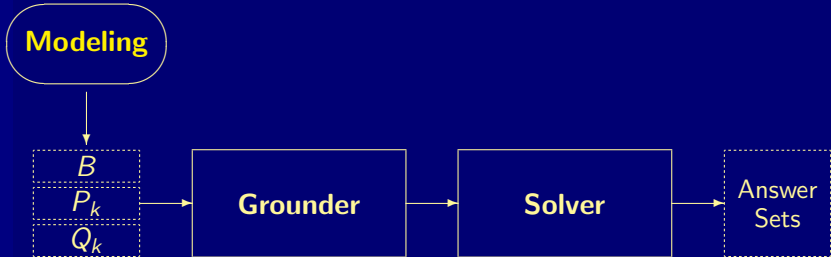 Modeling
B
P_k
Q_k
Grounder
Solver
Answer
Sets